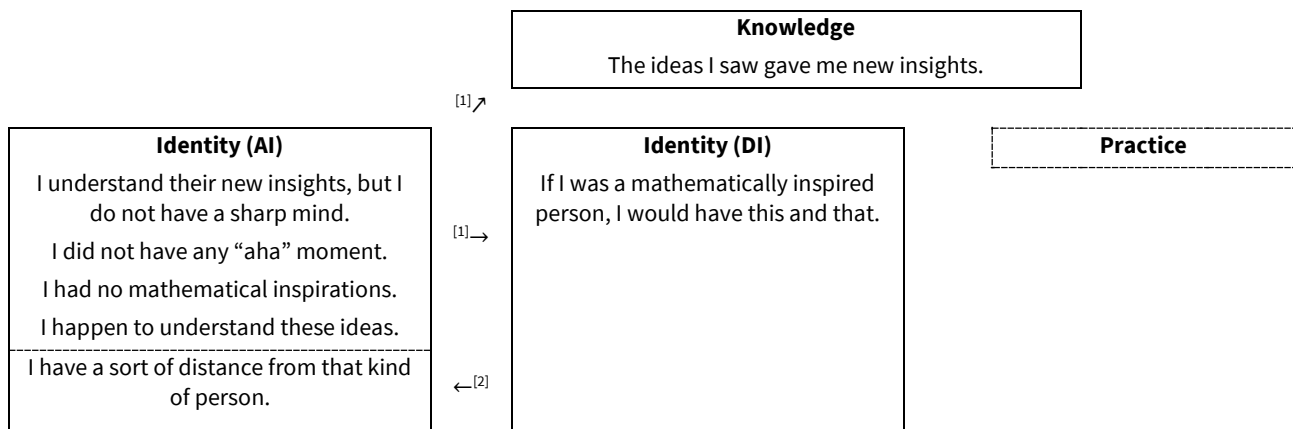 Knowledge
The ideas I saw gave me new insights.
[1]↗
Identity (AI)
I understand their new insights, but I
do not have a sharp mind.
I did not have any “aha” moment.
I had no mathematical inspirations.
I happen to understand these ideas.
I have a sort of distance from that kind
of person.
[1]→
←[2]
Identity (DI)
If I was a mathematically inspired
person, I would have this and that.
Practice